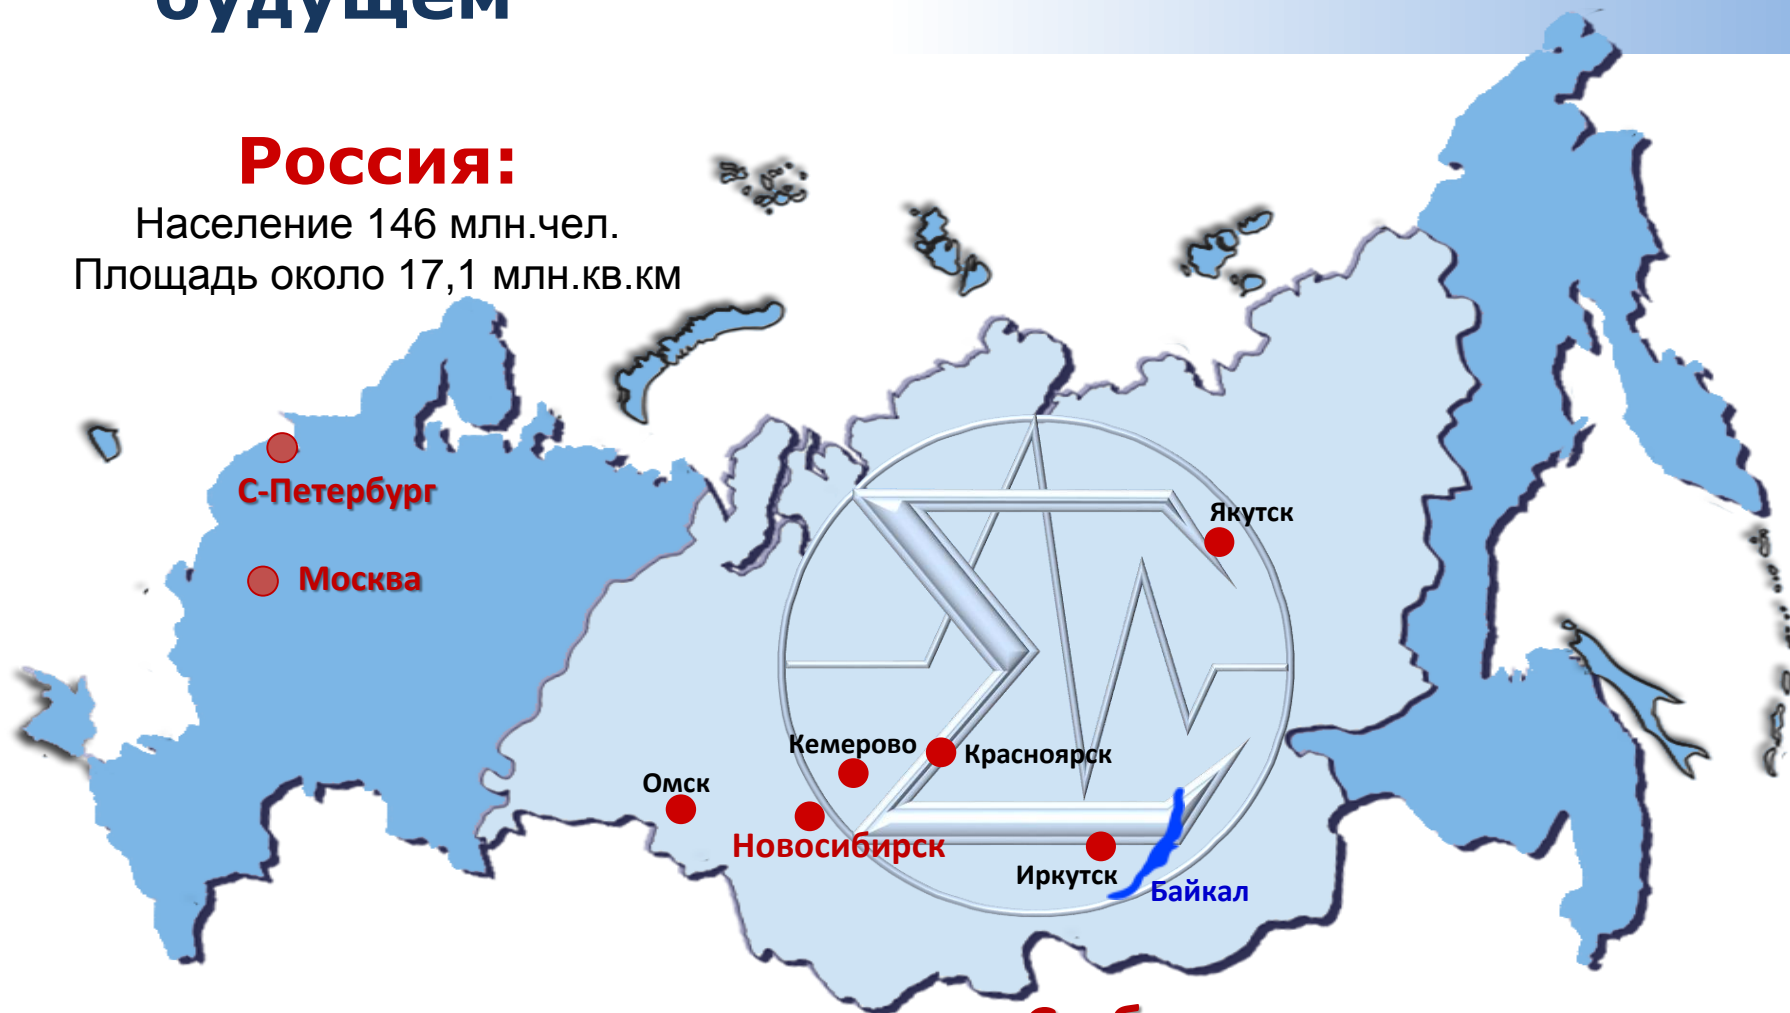 будущем
Россия:
Население 146 млн.чел.
Площадь около 17,1 млн.кв.км
С-Петербург
Якутск
Москва
Кемерово
Красноярск
Омск
Новосибирск
Иркутск
Байкал